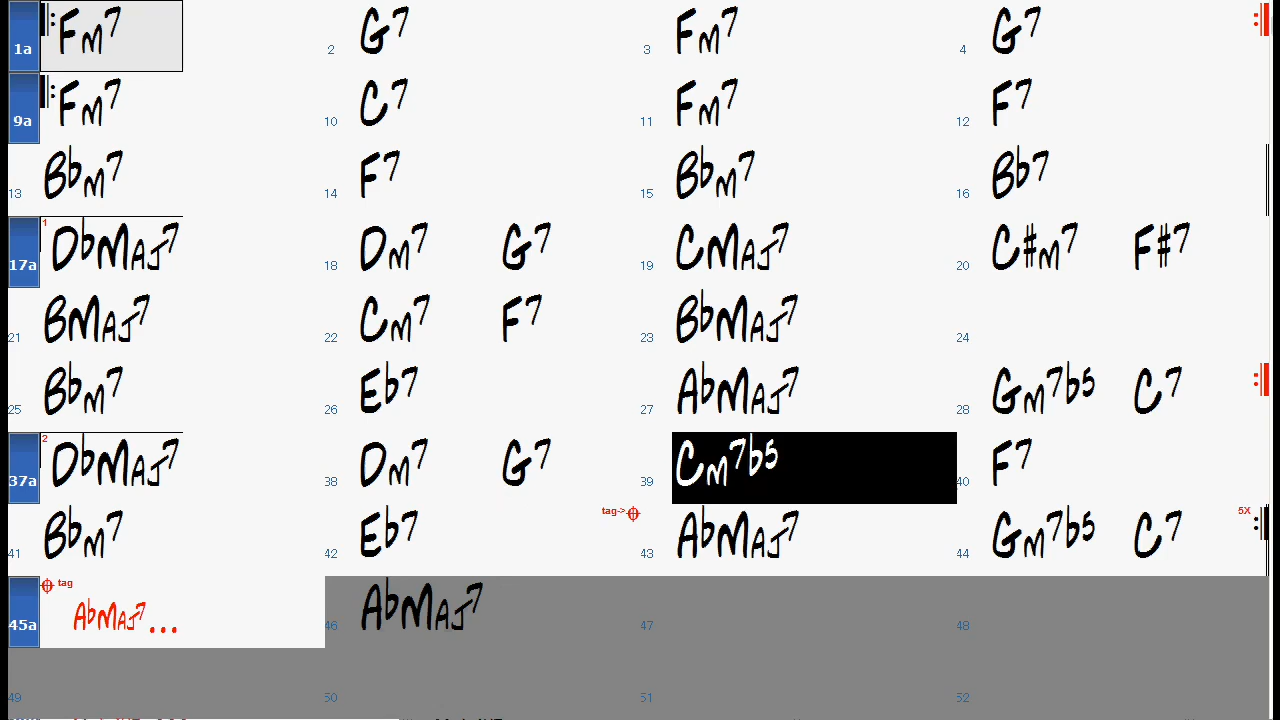 1a Fm7 2 G7 3 Fm7 4 G7
9a Fm7 10 C7 11 Fm7 12 F7
13 Bbm7 14 F7 15 Bbm7 16 Bb7
1
17a DbMAJ7 18 Dm7 G7 19 CMAJ7 20 C#m7 F#7
21 BMAJ7 22 Cm7 F7 23 BbMAJ7 24
25 Bbm7 26 Eb7 27 AbMAJ7 28 Gm7b5 C7
2
37a DbMAJ7 38 Dm7 G7 39 Cm7b5 40 F7
tag-> 5X
41 Bbm7 42 Eb7 43 AbMAJ7 44 Gm7b5 C7
tag
45a AbMAJ7... 46 AbMAJ7 47 48
49 50 51 52